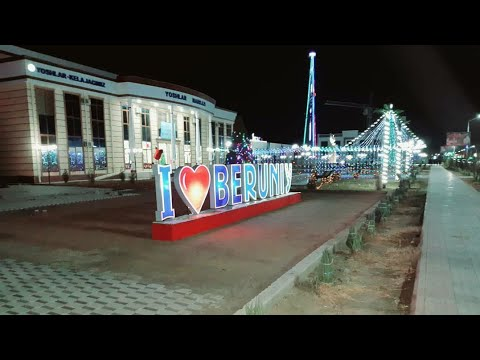 YOSHLAR-KELAJAGIMIZ
YOSHLAR MARKAZI
I ❤ BERUNIY